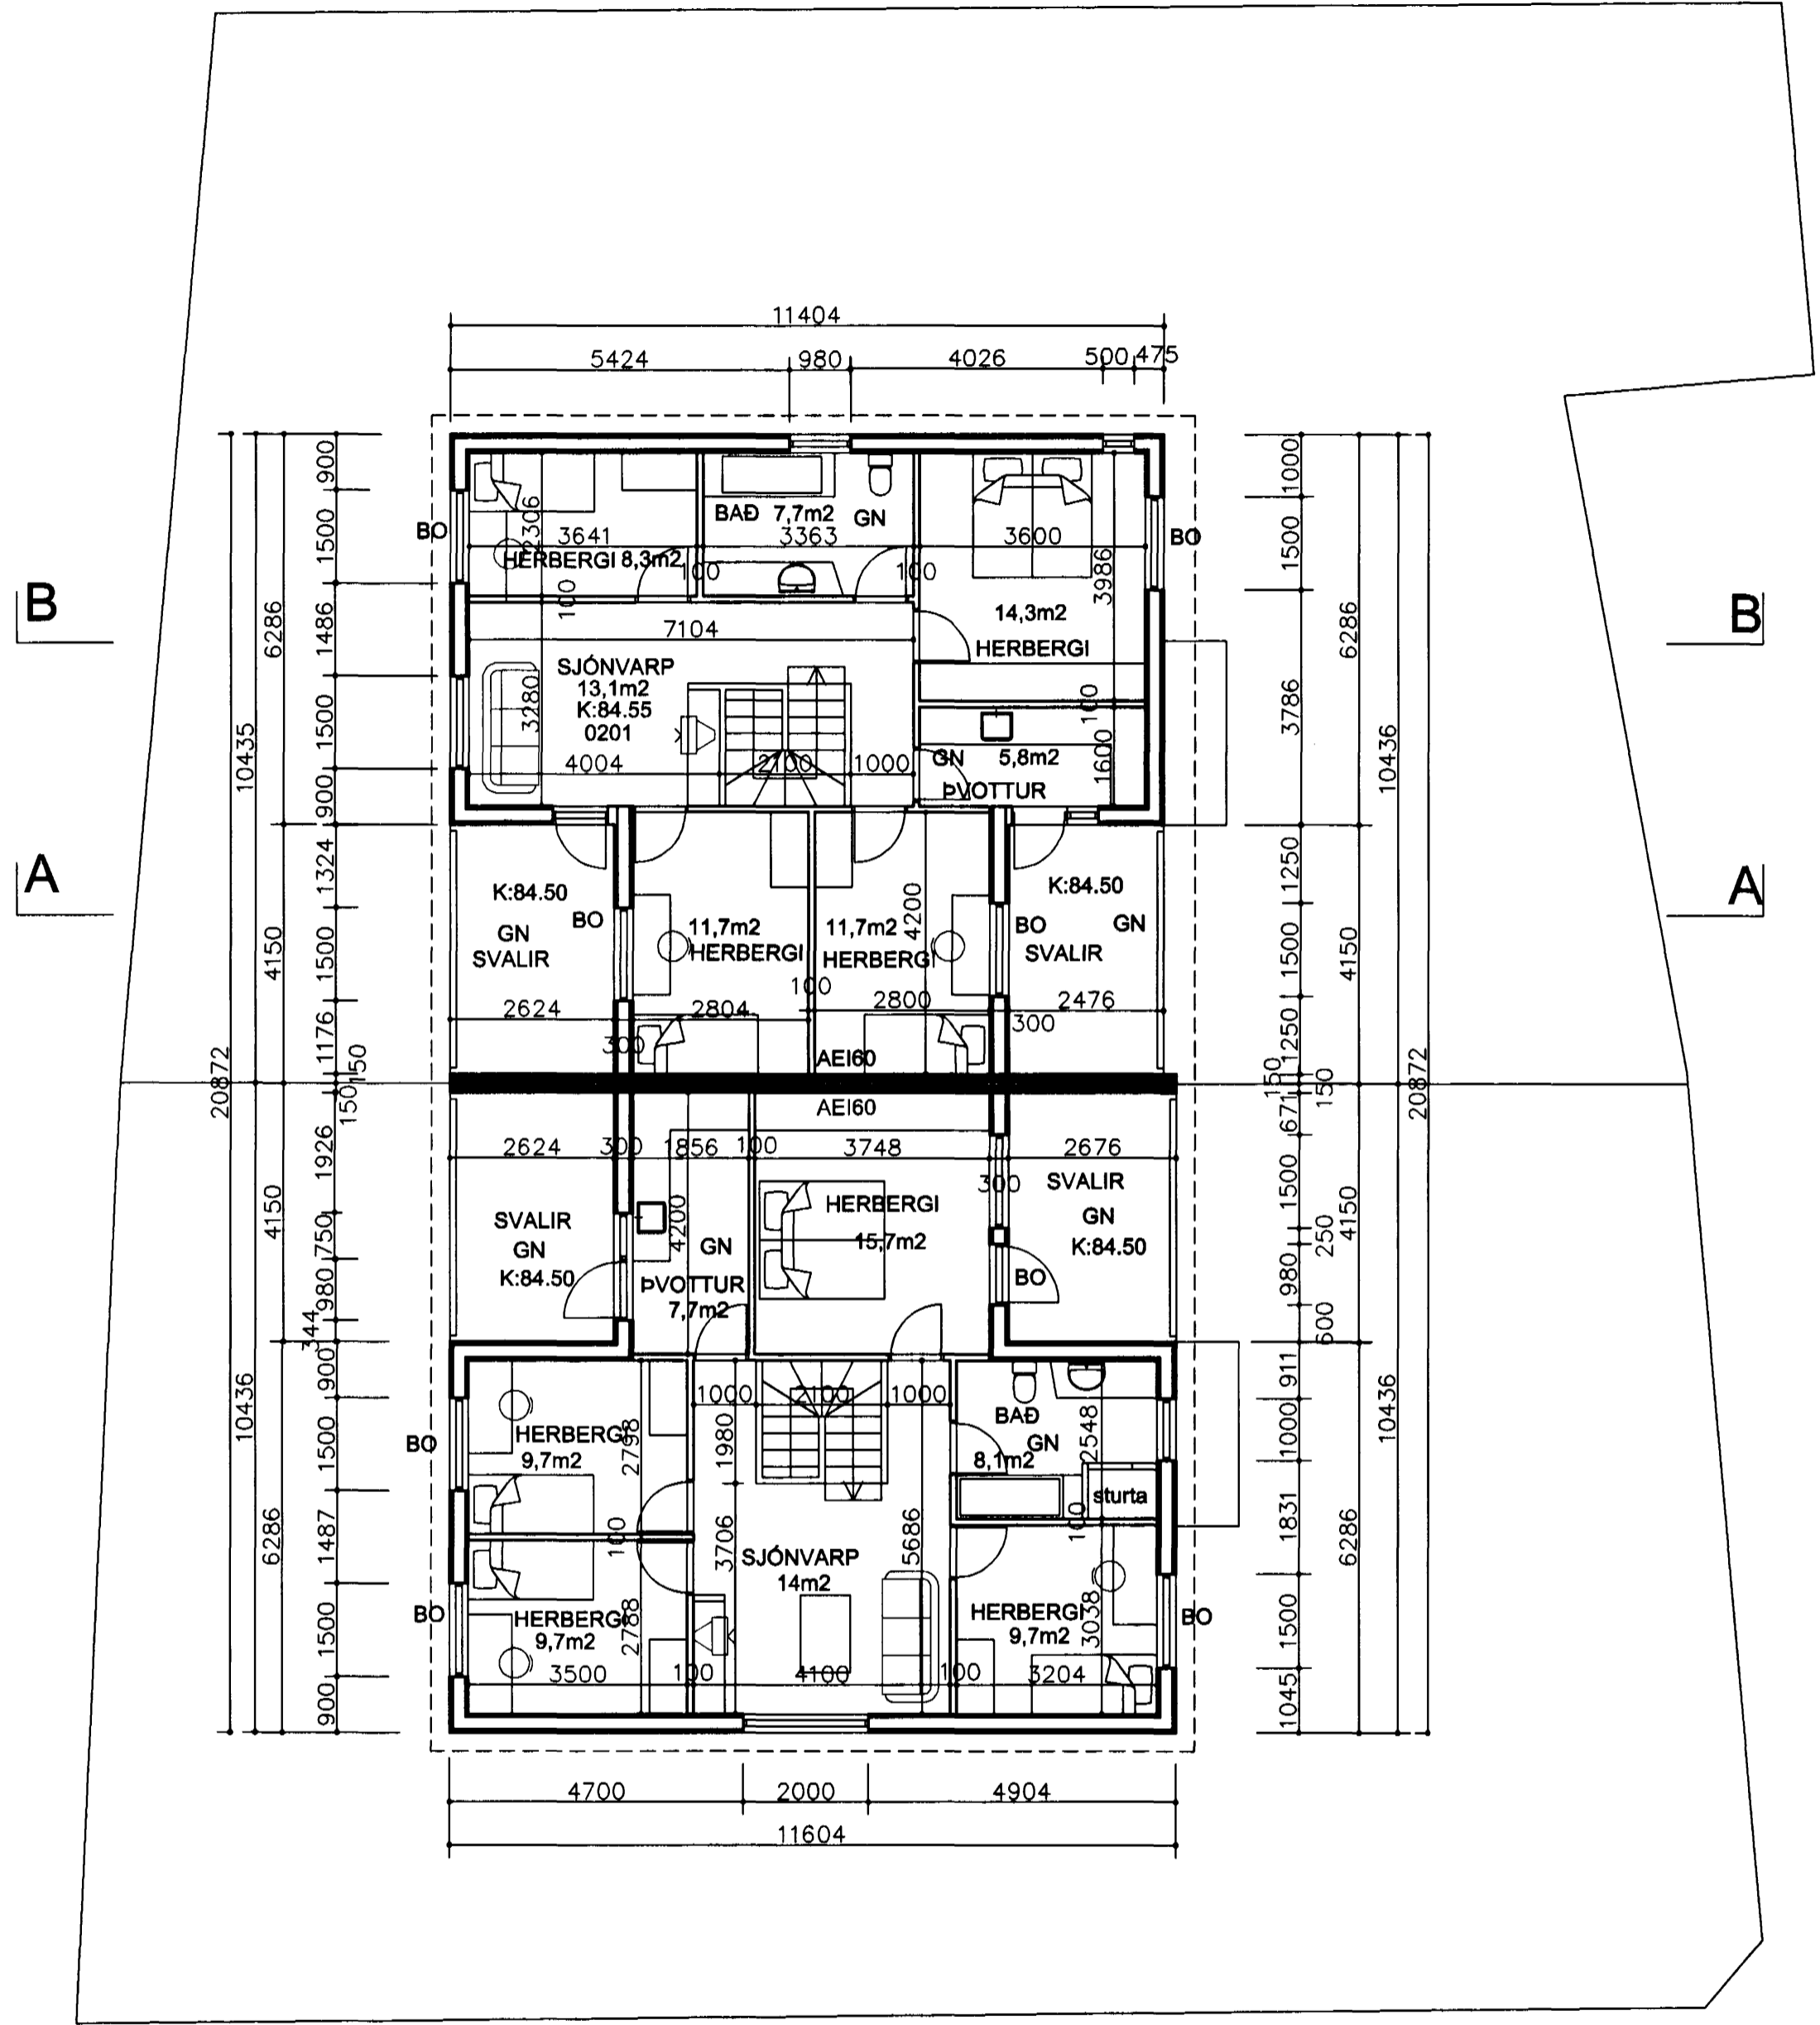 11404
5424 980 4026 500 475
B
B
A
A
20872
10435
10436
6286
4150
4150
6286
900
1500
1486
1500
900
1324
1500
1176
150
150
1926
750
980
344
900
1500
1487
1500
900
BO
2306
3641
HERBERGI 8,3m2
100
100
BAÐ 7,7m2 GN
3363
100
3600
3986
BO
14,3m2
HERBERGI
7104
SJÓNVARP
13,1m2
K:84.55
0201
3280
4004 2100 1000
100
1600
GN 5,8m2
ÞVOTTUR
K:84.50
BO
GN
SVALIR
2624
300
11,7m2
HERBERGI
2804
100
11,7m2
HERBERGI
4200
2800
K:84.50
BO GN
SVALIR
2476
300
AEI60
AEI60
2624 300 1856 100 3748 2676
300
SVALIR
GN
K:84.50
4200
GN
ÞVOTTUR
7,7m2
HERBERGI
15,7m2
SVALIR
GN
K:84.50
BO
1000 2100 1000
1980
BO
HERBERGI
9,7m2
2798
100
BAÐ
GN
8,1m2
2548
sturta
100
3706
5686
SJÓNVARP
14m2
BO
HERBERGI
9,7m2
2788
HERBERGI
9,7m2
3038
BO
3500 100 4100 100 3204
1000
1500
3786
1250
1500
1250
150
150
671
1500
250
980
600
911
1000
1831
1500
1045
6286
4150
4150
6286
10436
10436
20872
4700 2000 4904
11604